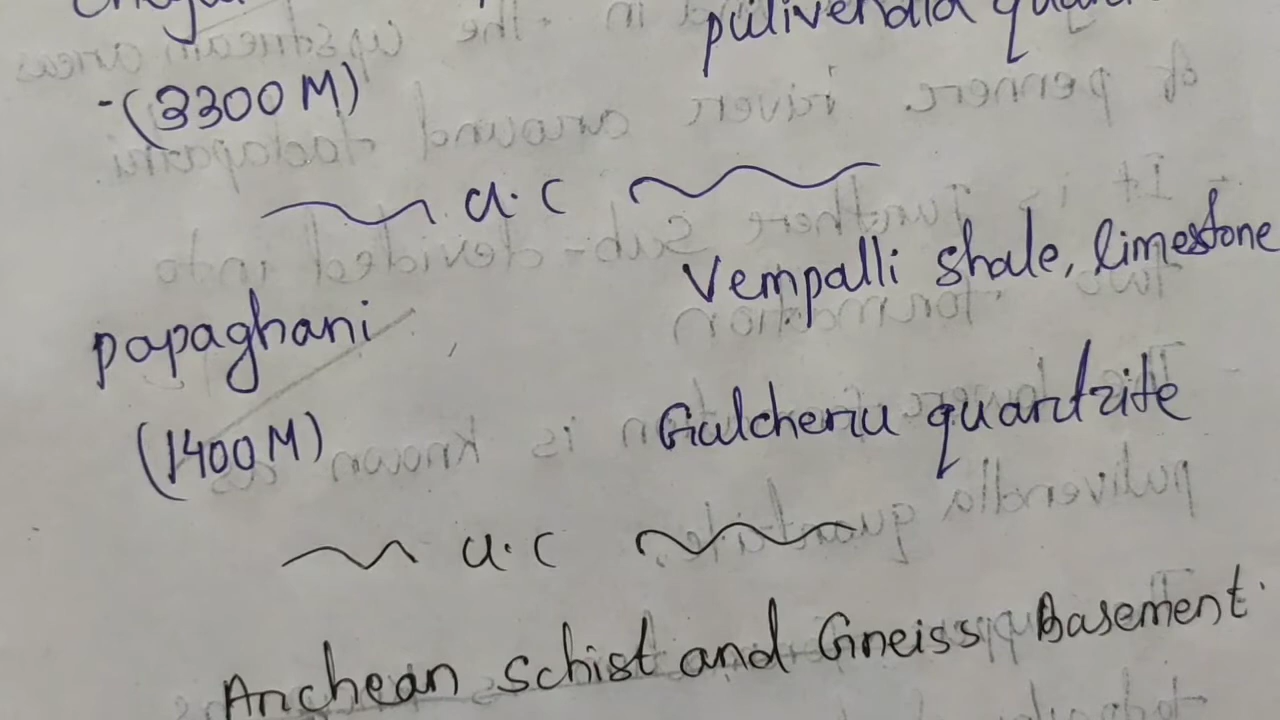 pulivendla
-(3300 M)
u.c
Vempalli shale, limestone
papaghani
Gulcheru quartzite
(1400 M)
u.c
Archean schist and Gneiss Basement.